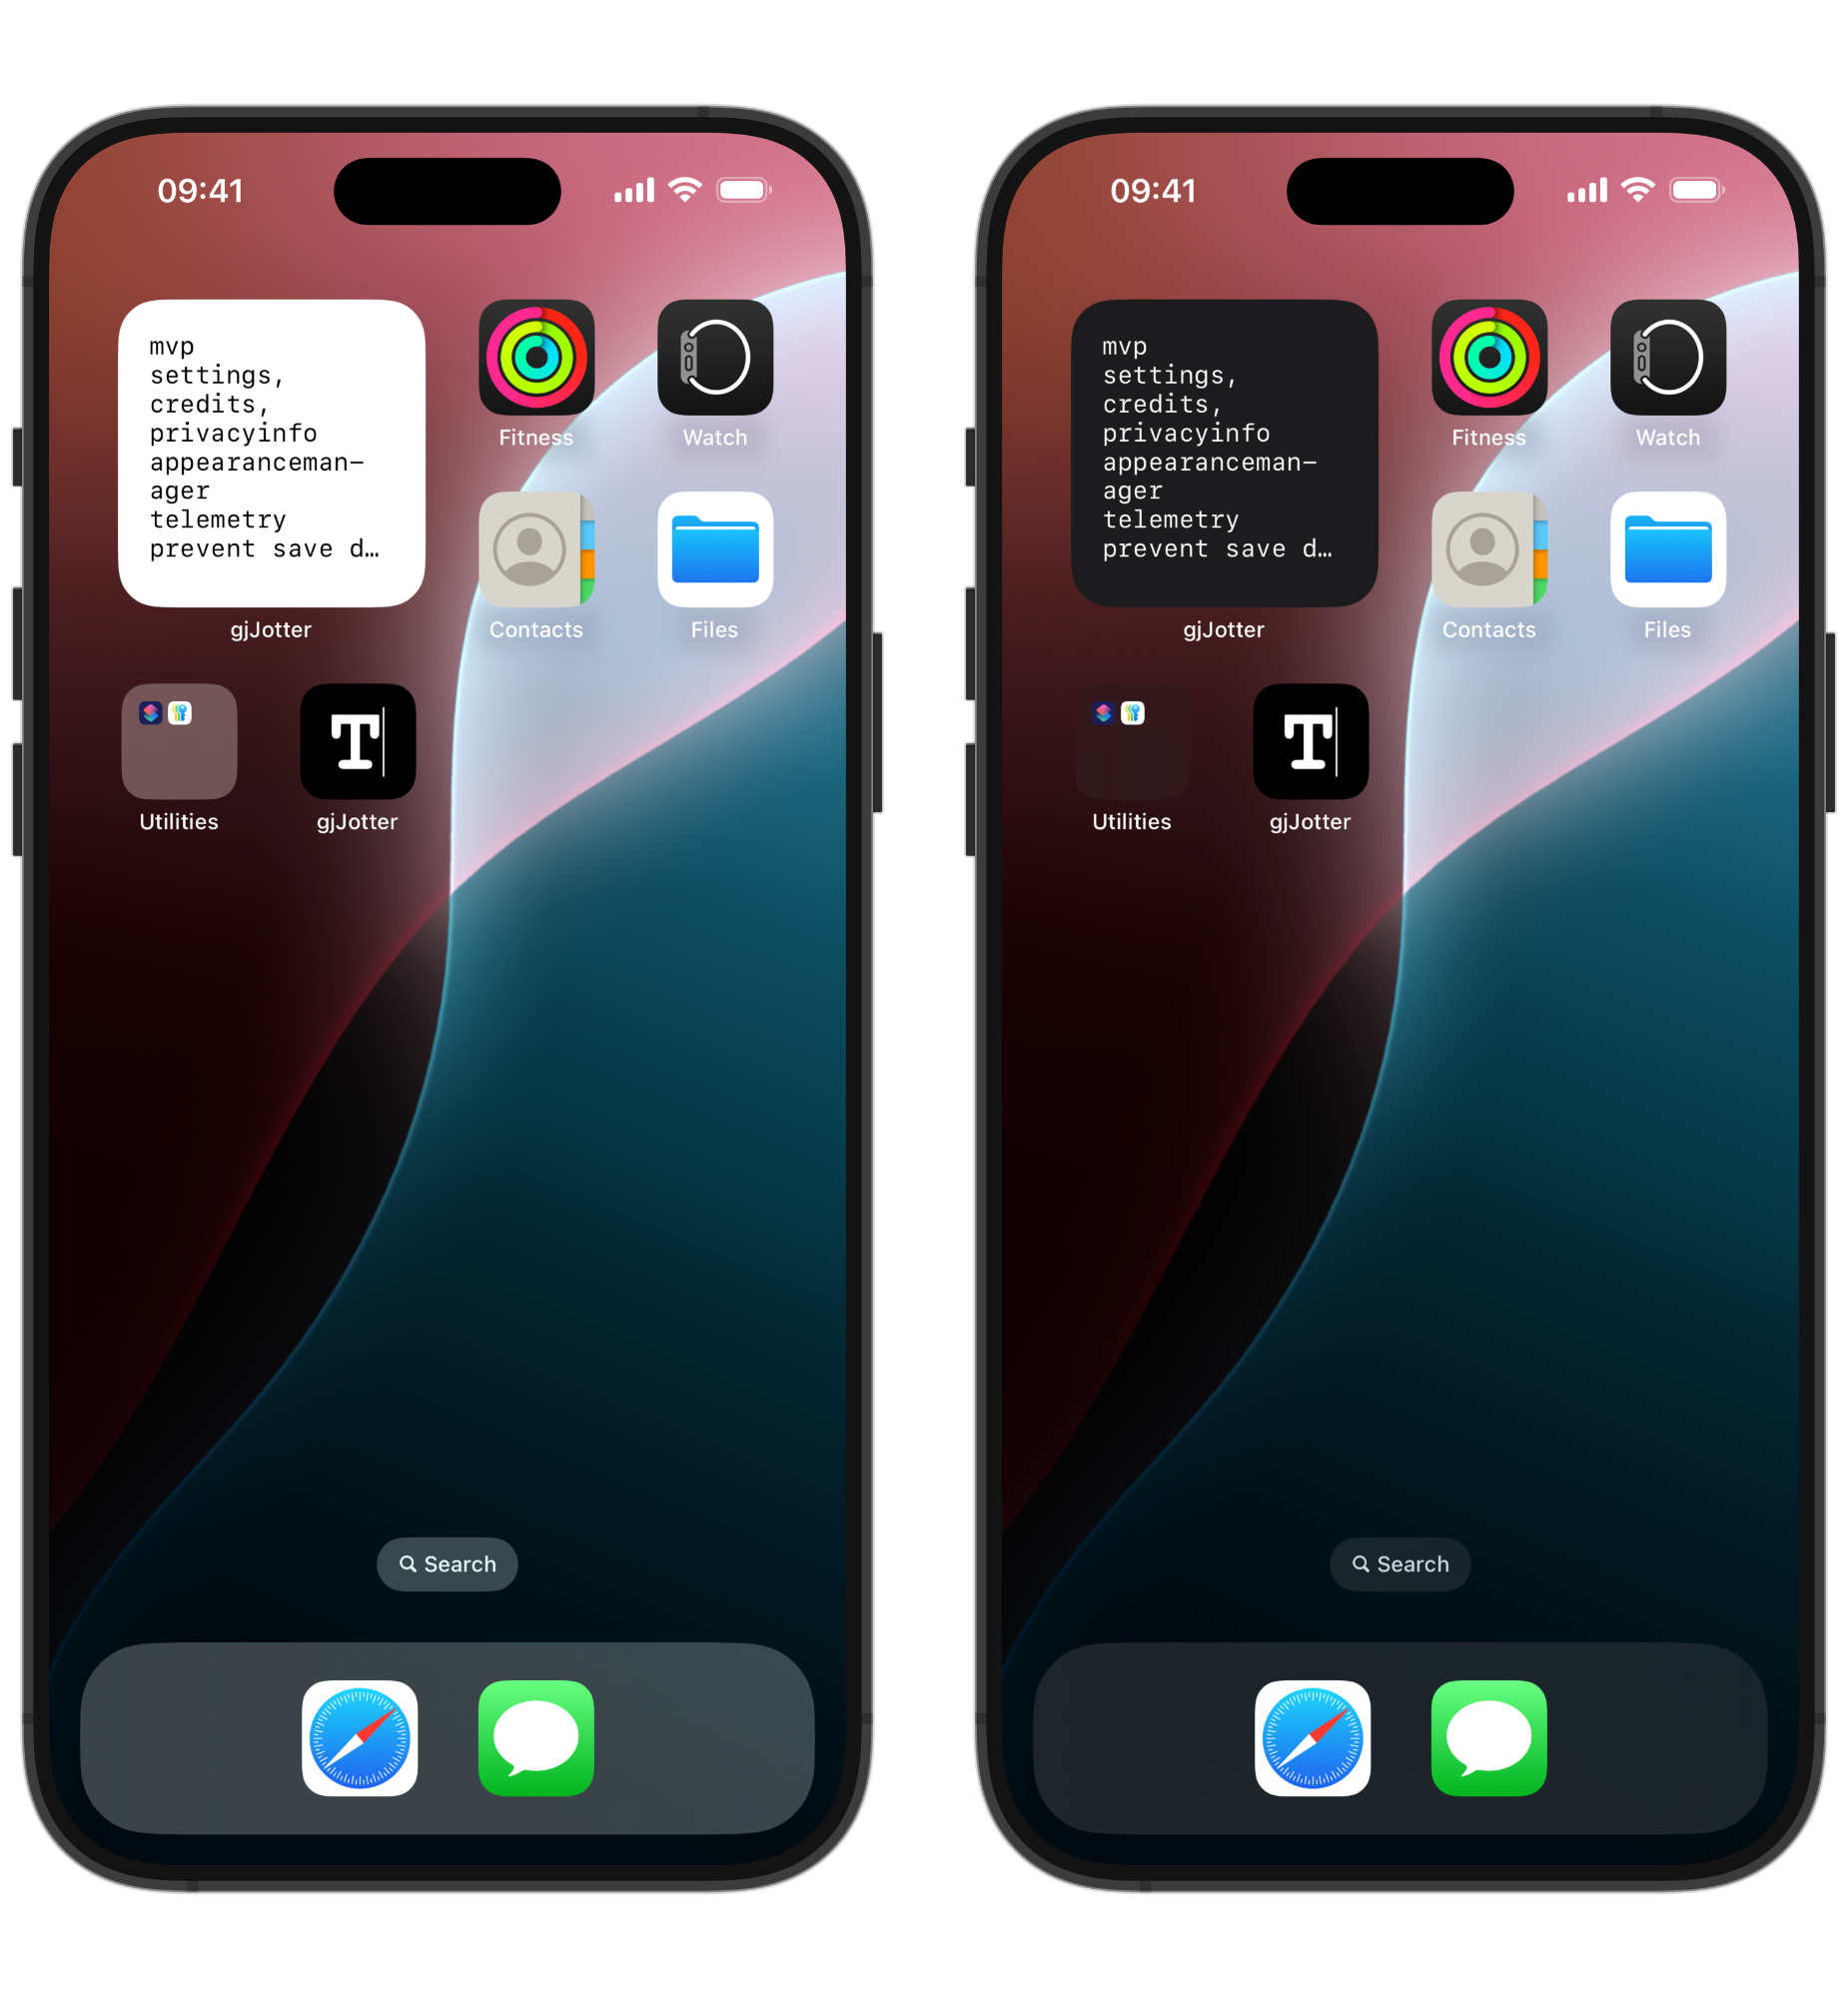 09:41
mvp
settings,
credits,
privacyinfo
appearanceman-
ager
telemetry
prevent save d…
gjJotter
Fitness
Watch
Contacts
Files
Utilities
T
gjJotter
Search
09:41
mvp
settings,
credits,
privacyinfo
appearanceman-
ager
telemetry
prevent save d…
gjJotter
Fitness
Watch
Contacts
Files
Utilities
T
gjJotter
Search